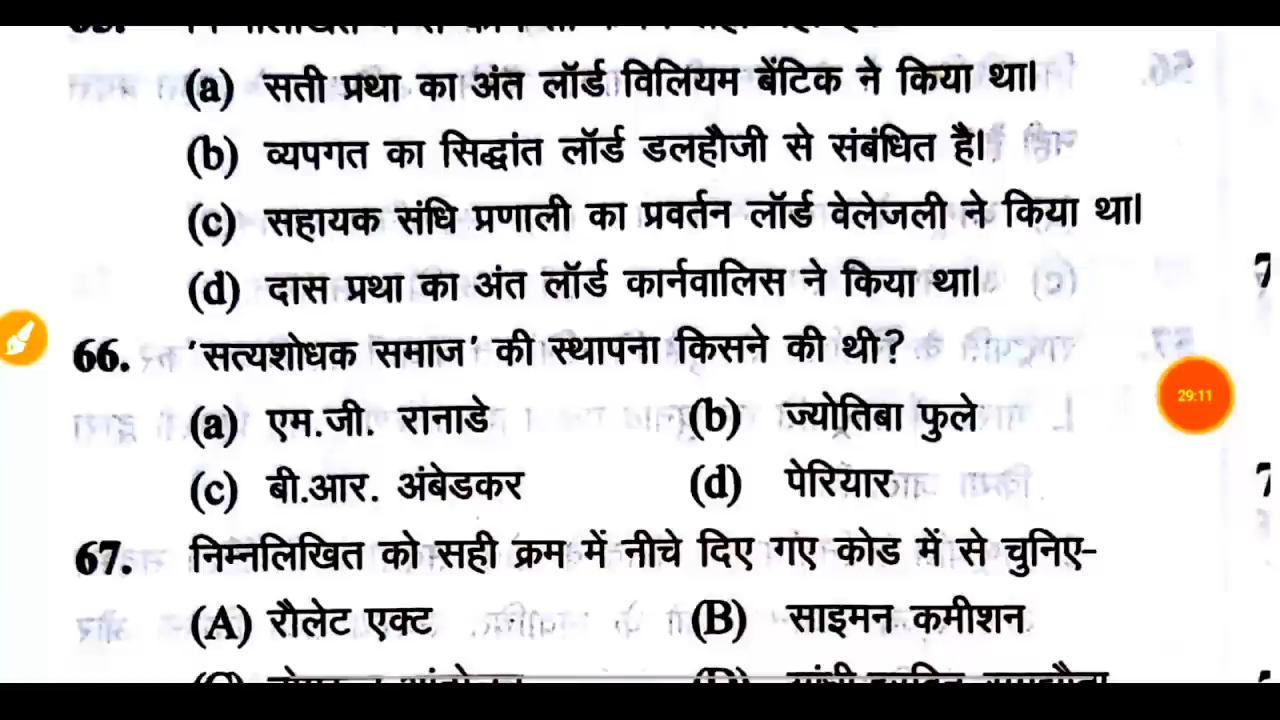 (a) सती प्रथा का अंत लॉर्ड विलियम बेंटिक ने किया था।
(b) व्यपगत का सिद्धांत लॉर्ड डलहौजी से संबंधित है।
(c) सहायक संधि प्रणाली का प्रवर्तन लॉर्ड वेलेजली ने किया था।
(d) दास प्रथा का अंत लॉर्ड कार्नवालिस ने किया था।
66. 'सत्यशोधक समाज' की स्थापना किसने की थी?
(a) एम.जी. रानाडे (b) ज्योतिबा फुले
29:11
(c) बी.आर. अंबेडकर (d) पेरियार
67. निम्नलिखित को सही क्रम में नीचे दिए गए कोड में से चुनिए-
(A) रौलेट एक्ट (B) साइमन कमीशन